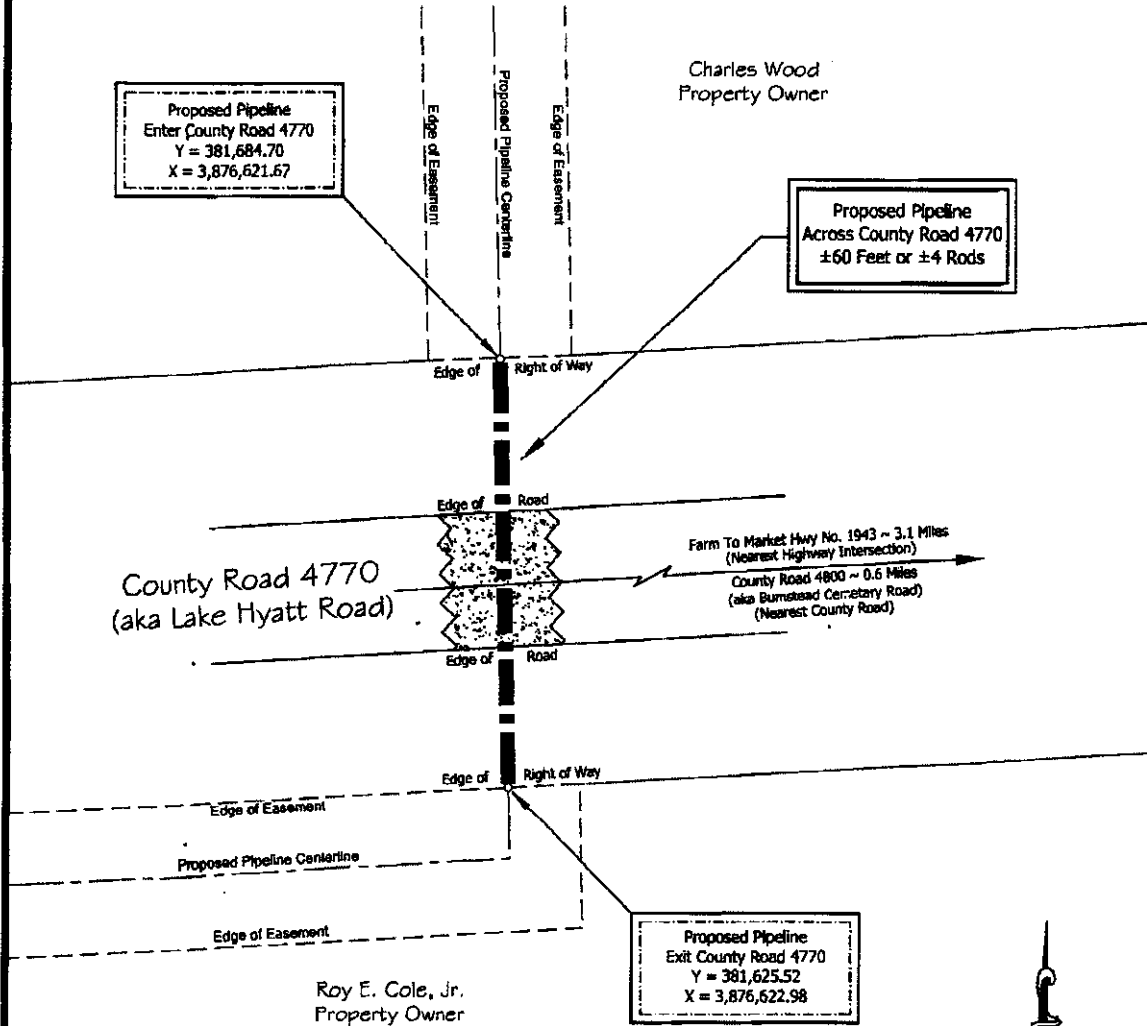 Charles Wood
Property Owner
Proposed Pipeline
Enter County Road 4770
Y = 381,684.70
X = 3,876,621.67
Edge of Easement
Proposed Pipeline Centerline
Edge of Easement
Proposed Pipeline
Across County Road 4770
±60 Feet or ±4 Rods
Edge of Right of Way
Edge of Road
Farm To Market Hwy No. 1943 ~ 3.1 Miles
(Nearest Highway Intersection)
County Road 4800 ~ 0.6 Miles
(aka Bumstead Cemetary Road)
(Nearest County Road)
County Road 4770
(aka Lake Hyatt Road)
Edge of Road
Edge of Right of Way
Edge of Easement
Proposed Pipeline Centerline
Edge of Easement
Proposed Pipeline
Exit County Road 4770
Y = 381,625.52
X = 3,876,622.98
Roy E. Cole, Jr.
Property Owner